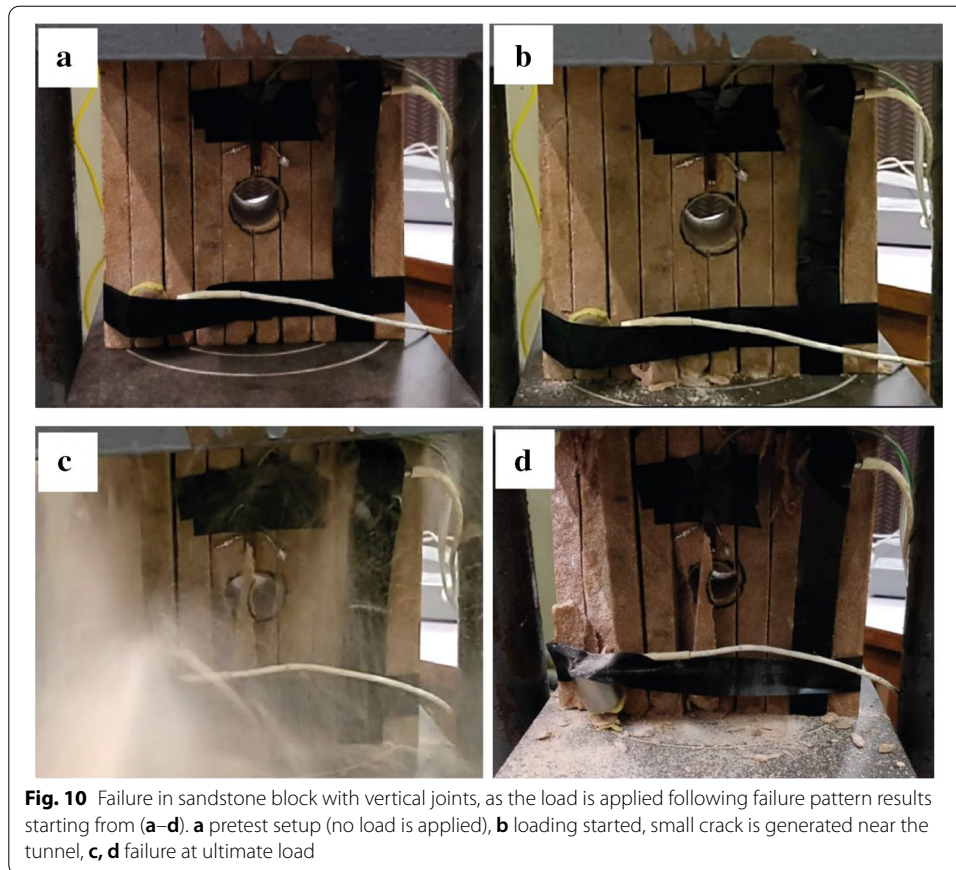 a
b
c
d
Fig. 10 Failure in sandstone block with vertical joints, as the load is applied following failure pattern results
starting from (a–d). a pretest setup (no load is applied), b loading started, small crack is generated near the
tunnel, c, d failure at ultimate load